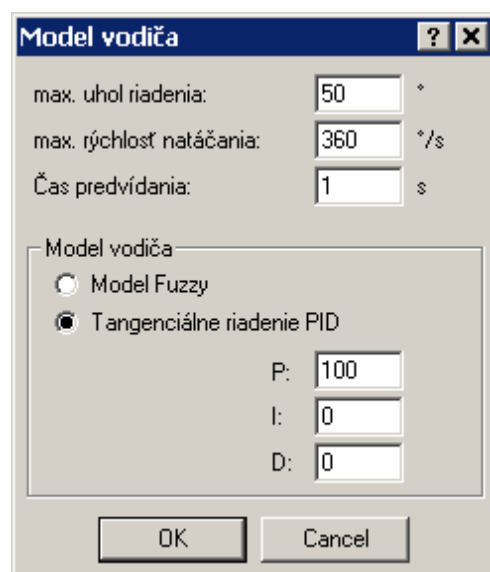 Model vodiča
max. uhol riadenia: 50 °
max. rýchlosť natáčania: 360 °/s
Čas predvídania: 1 s
Model vodiča
Model Fuzzy
Tangenciálne riadenie PID
P: 100
I: 0
D: 0
OK Cancel